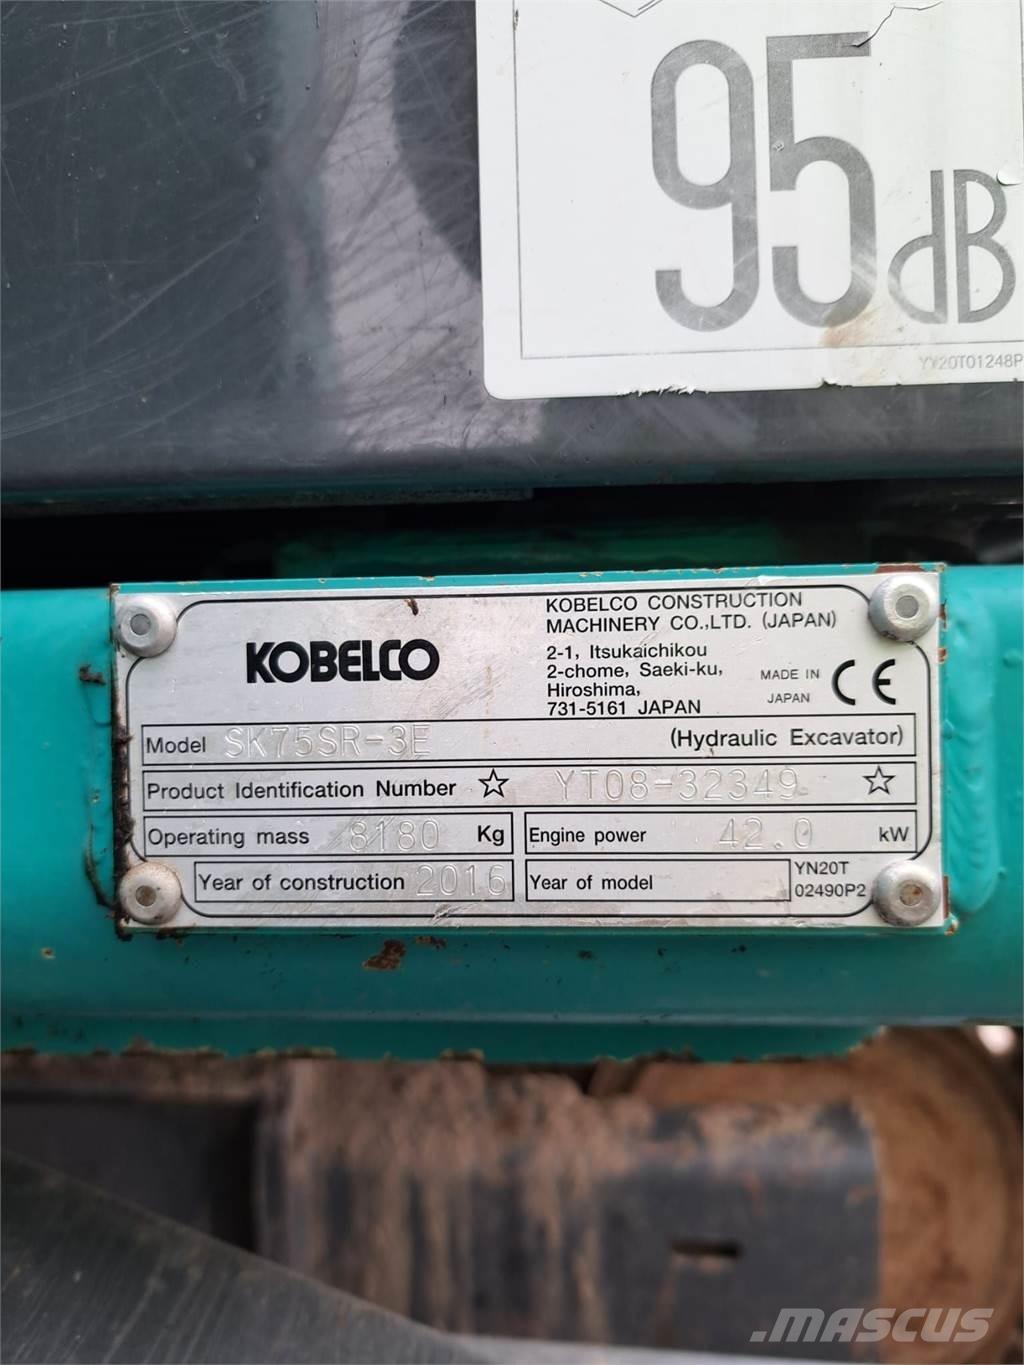 95dB
YY20T01248P
KOBELCO
KOBELCO CONSTRUCTION
MACHINERY CO.,LTD. (JAPAN)
2-1, Itsukaichikou
2-chome, Saeki-ku,
Hiroshima,
731-5161 JAPAN
MADE IN
JAPAN
CE
Model SK75SR-3E (Hydraulic Excavator)
Product Identification Number ☆ YT08-32349 ☆
Operating mass 8180 Kg
Engine power 42.0 kW
Year of construction 2016
Year of model
YN20T
02490P2
MASCUS